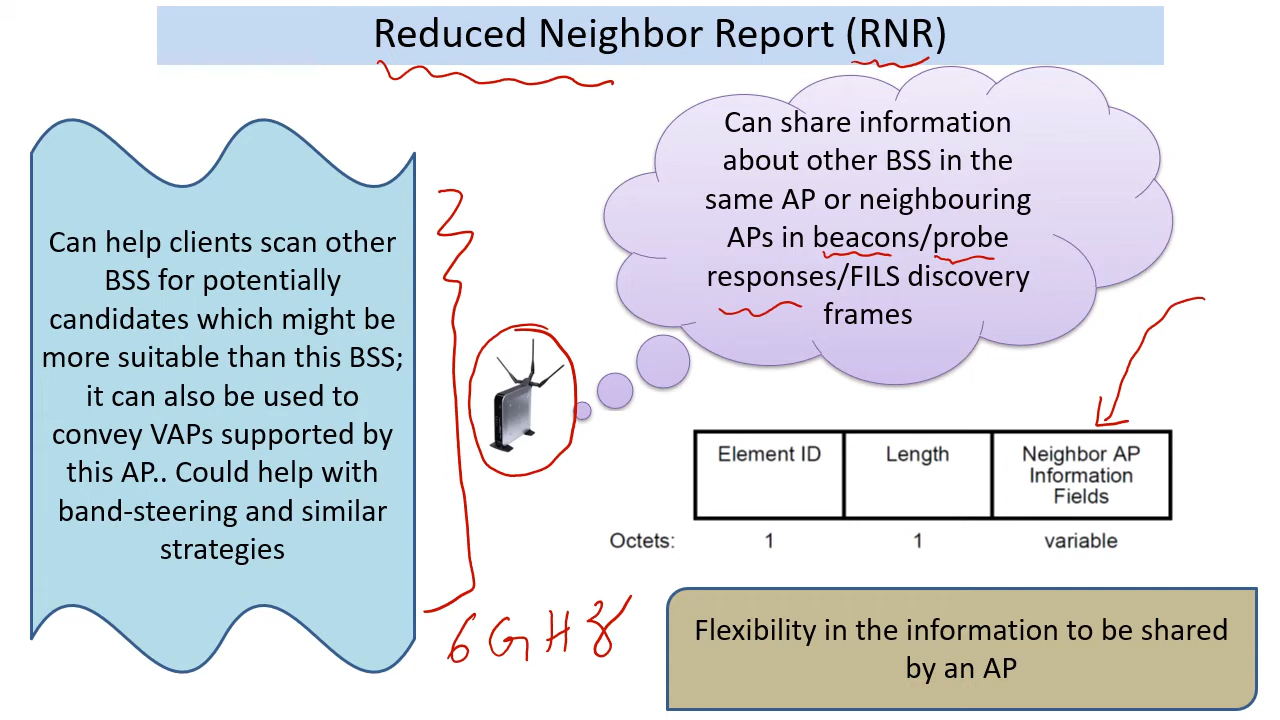 Reduced Neighbor Report (RNR)
Can share information
about other BSS in the
same AP or neighbouring
APs in beacons/probe
responses/FILS discovery
frames
Can help clients scan other
BSS for potentially
candidates which might be
more suitable than this BSS;
it can also be used to
convey VAPs supported by
this AP.. Could help with
band-steering and similar
strategies
Element ID Length Neighbor AP
Information
Fields
Octets: 1 1 variable
6 GHz
Flexibility in the information to be shared
by an AP